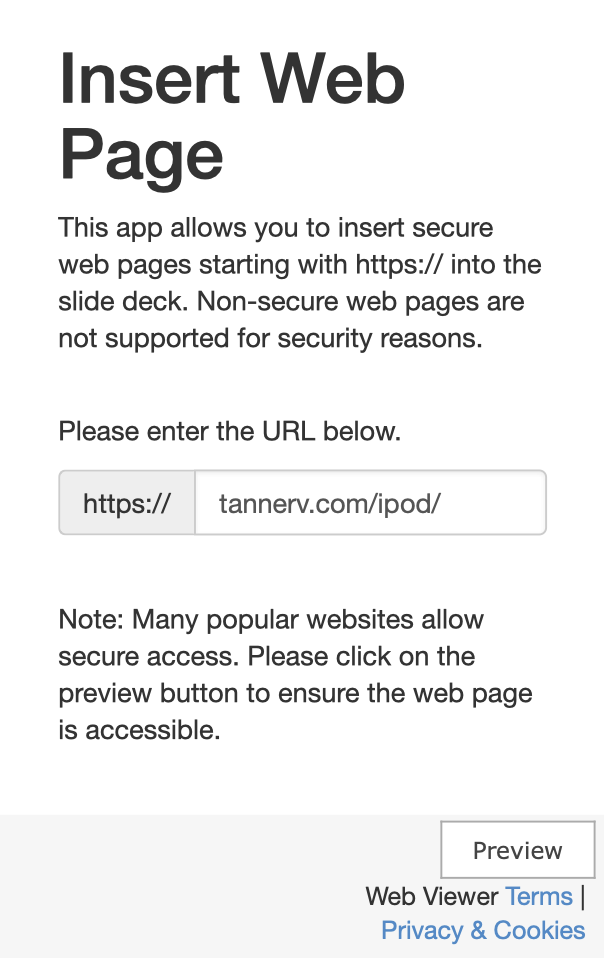 Insert Web
Page
This app allows you to insert secure
web pages starting with https:// into the
slide deck. Non-secure web pages are
not supported for security reasons.
Please enter the URL below.
https:// tannerv.com/ipod/
Note: Many popular websites allow
secure access. Please click on the
preview button to ensure the web page
is accessible.
Preview
Web Viewer Terms |
Privacy & Cookies